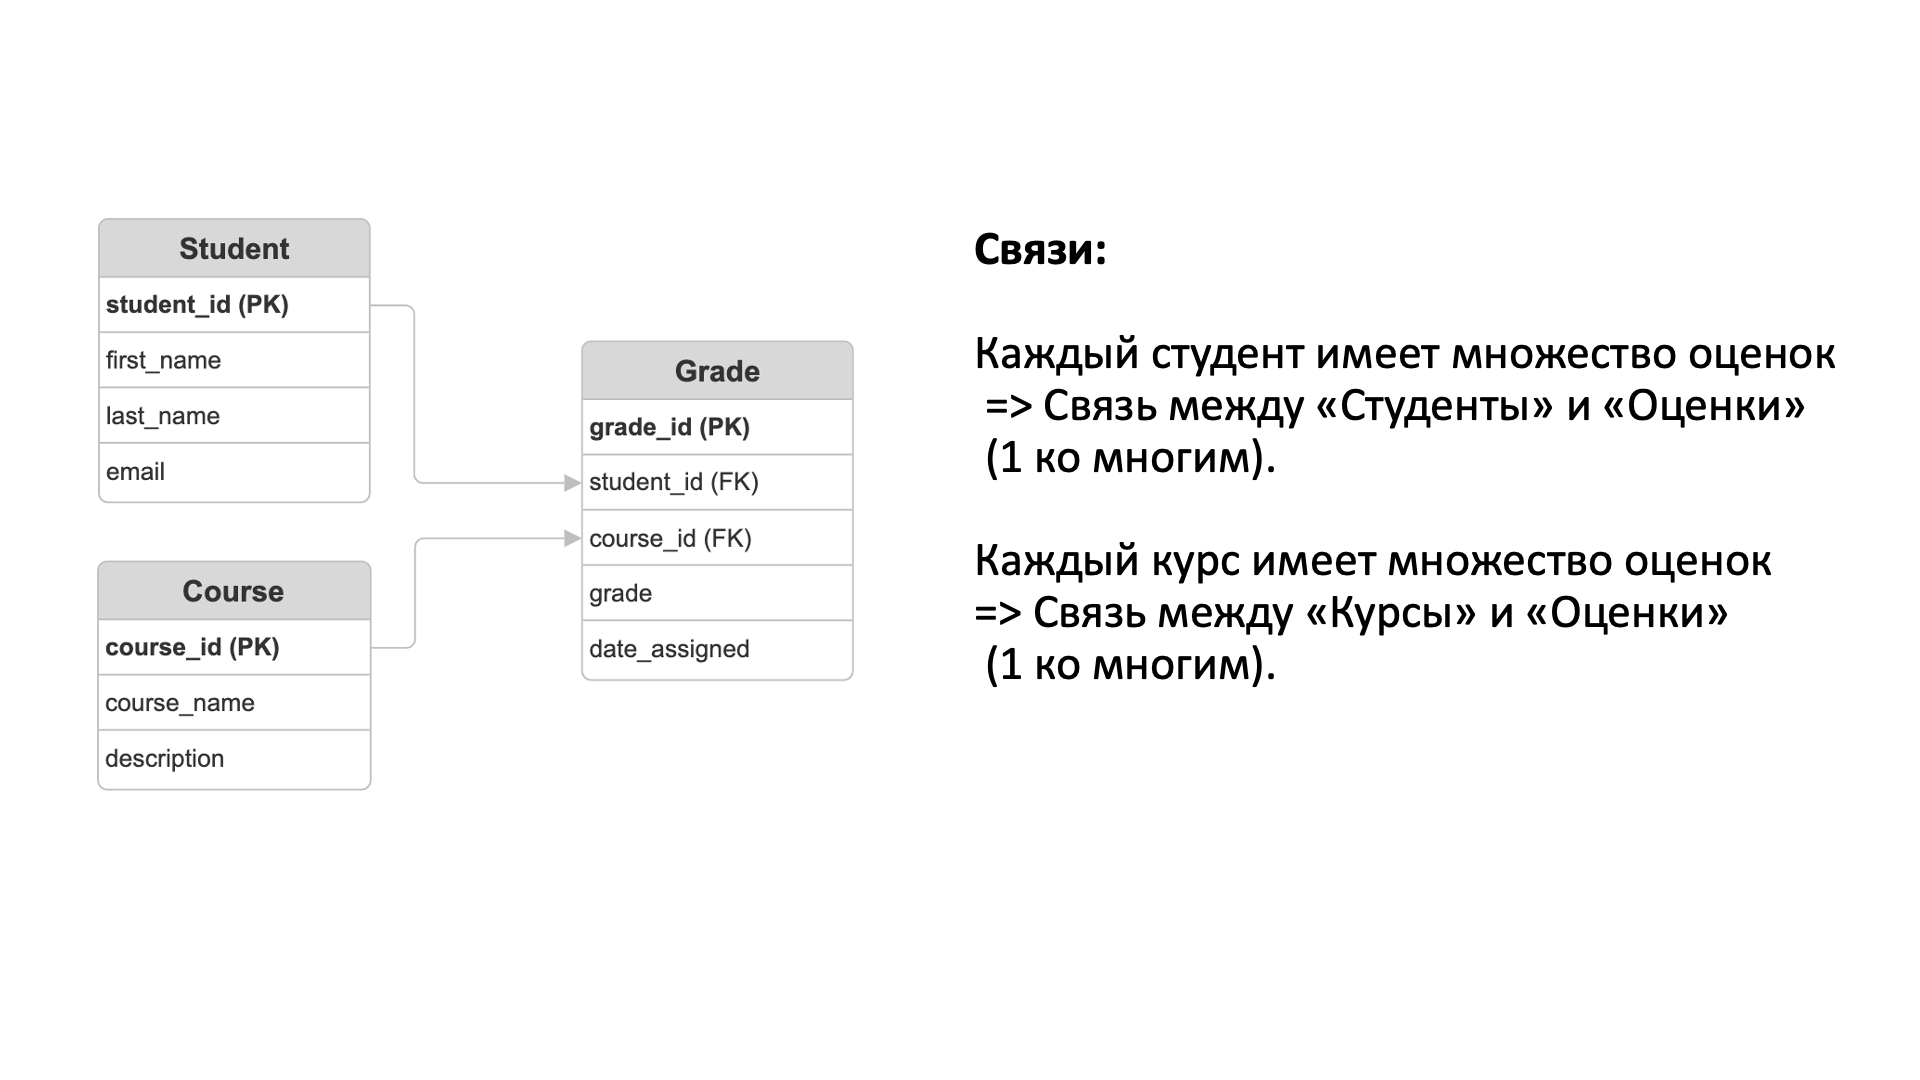 Student
student_id (PK)
first_name
last_name
email
Course
course_id (PK)
course_name
description
Grade
grade_id (PK)
student_id (FK)
course_id (FK)
grade
date_assigned
Связи:
Каждый студент имеет множество оценок
=> Связь между «Студенты» и «Оценки»
(1 ко многим).
Каждый курс имеет множество оценок
=> Связь между «Курсы» и «Оценки»
(1 ко многим).